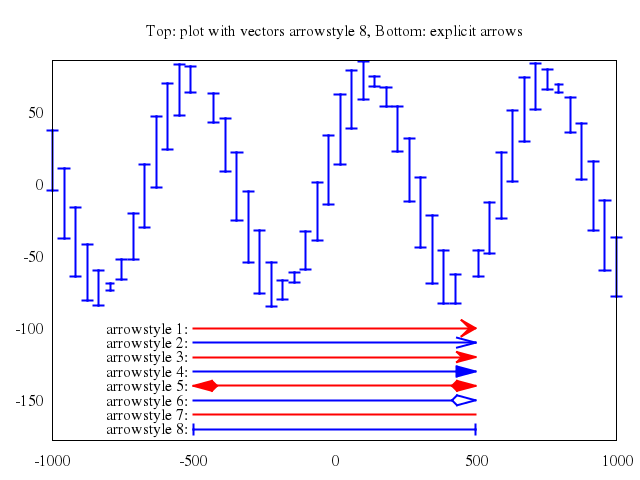 Top: plot with vectors arrowstyle 8, Bottom: explicit arrows
50
0
-50
-100
-150
arrowstyle 1:
arrowstyle 2:
arrowstyle 3:
arrowstyle 4:
arrowstyle 5:
arrowstyle 6:
arrowstyle 7:
arrowstyle 8:
-1000 -500 0 500 1000